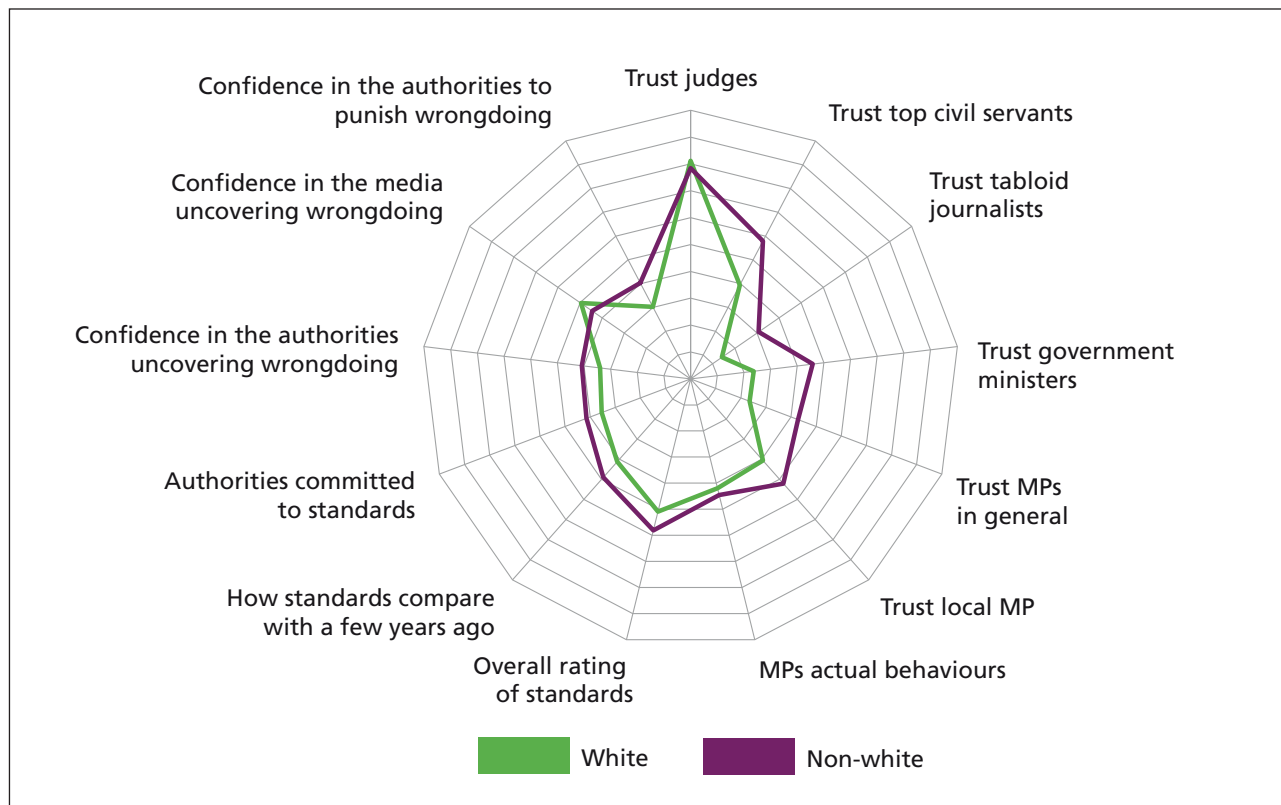 Trust judges
Trust top civil servants
Trust tabloid
journalists
Trust government
ministers
Trust MPs
in general
Trust local MP
MPs actual behaviours
Overall rating
of standards
How standards compare
with a few years ago
Authorities committed
to standards
Confidence in the authorities
uncovering wrongdoing
Confidence in the media
uncovering wrongdoing
Confidence in the authorities to
punish wrongdoing
White
Non-white